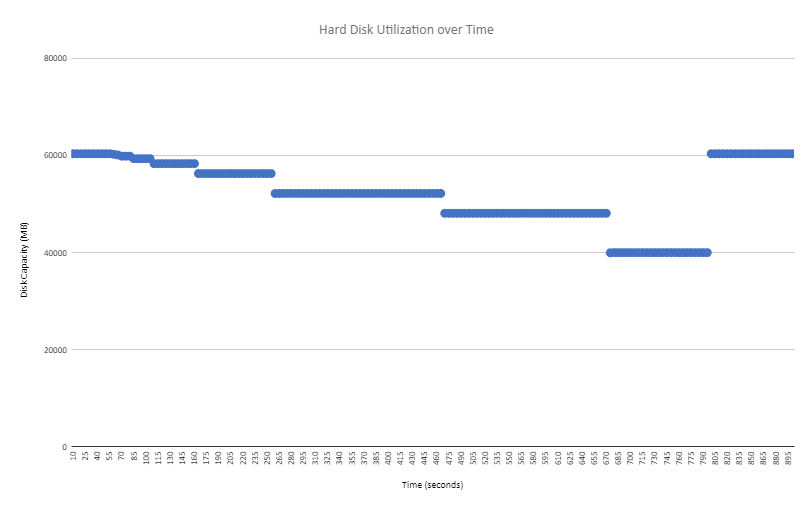 Hard Disk Utilization over Time
80000
60000
40000
20000
0
DiskCapacity (MB)
10 25 40 55 70 85 100 115 130 145 160 175 190 205 220 235 250 265 280 295 310 325 340 355 370 385 400 415 430 445 460 475 490 505 520 535 550 565 580 595 610 625 640 655 670 685 700 715 730 745 760 775 790 805 820 835 850 865 880 895
Time (seconds)